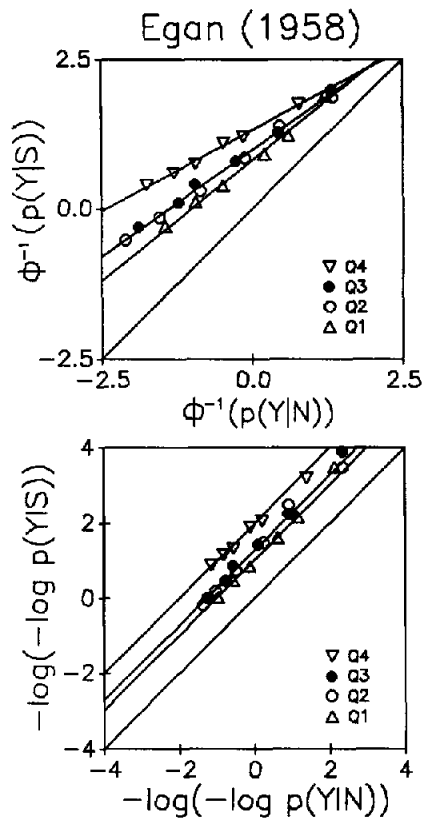 Egan (1958)
2.5
0.0
−2.5
Φ⁻¹(p(Y|S))
▽ Q4
● Q3
○ Q2
△ Q1
−2.5 0.0 2.5
Φ⁻¹(p(Y|N))
4
2
0
−2
−4
−log(−log p(Y|S))
▽ Q4
● Q3
○ Q2
△ Q1
−4 −2 0 2 4
−log(−log p(Y|N))